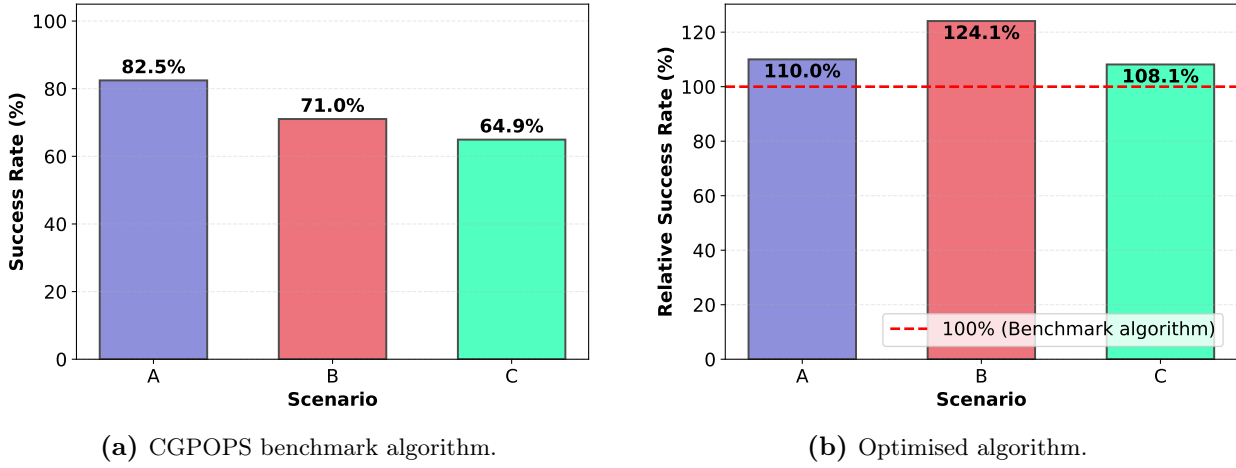 100
80
60
40
20
0
Success Rate (%)
82.5%
71.0%
64.9%
A B C
Scenario
(a) CGPOPS benchmark algorithm.
120
100
80
60
40
20
0
Relative Success Rate (%)
110.0%
124.1%
108.1%
100% (Benchmark algorithm)
A B C
Scenario
(b) Optimised algorithm.